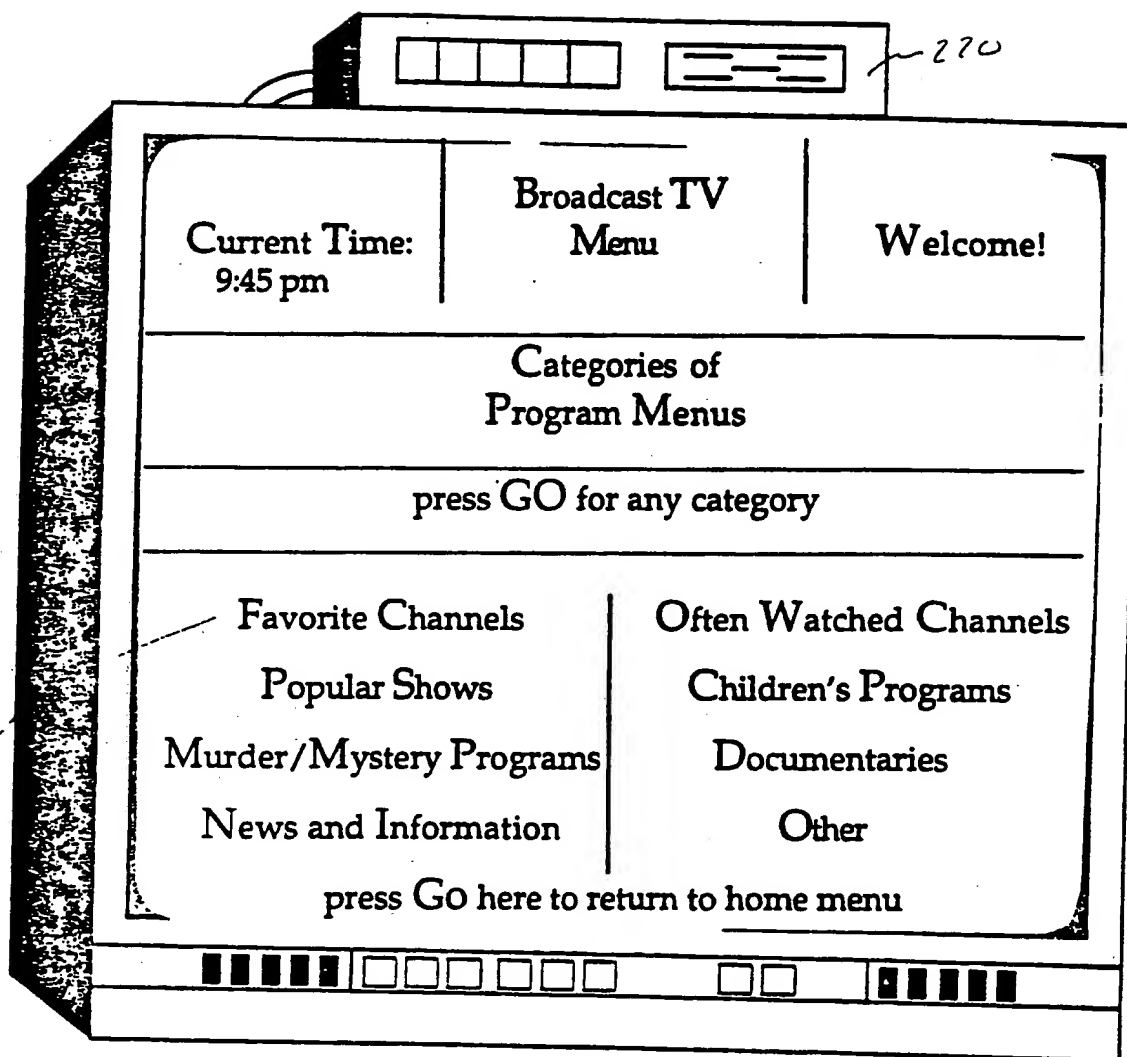 220
Current Time:
9:45 pm
Broadcast TV
Menu
Welcome!
Categories of
Program Menus
press GO for any category
Favorite Channels
Popular Shows
Murder/Mystery Programs
News and Information
Often Watched Channels
Children's Programs
Documentaries
Other
press GO here to return to home menu